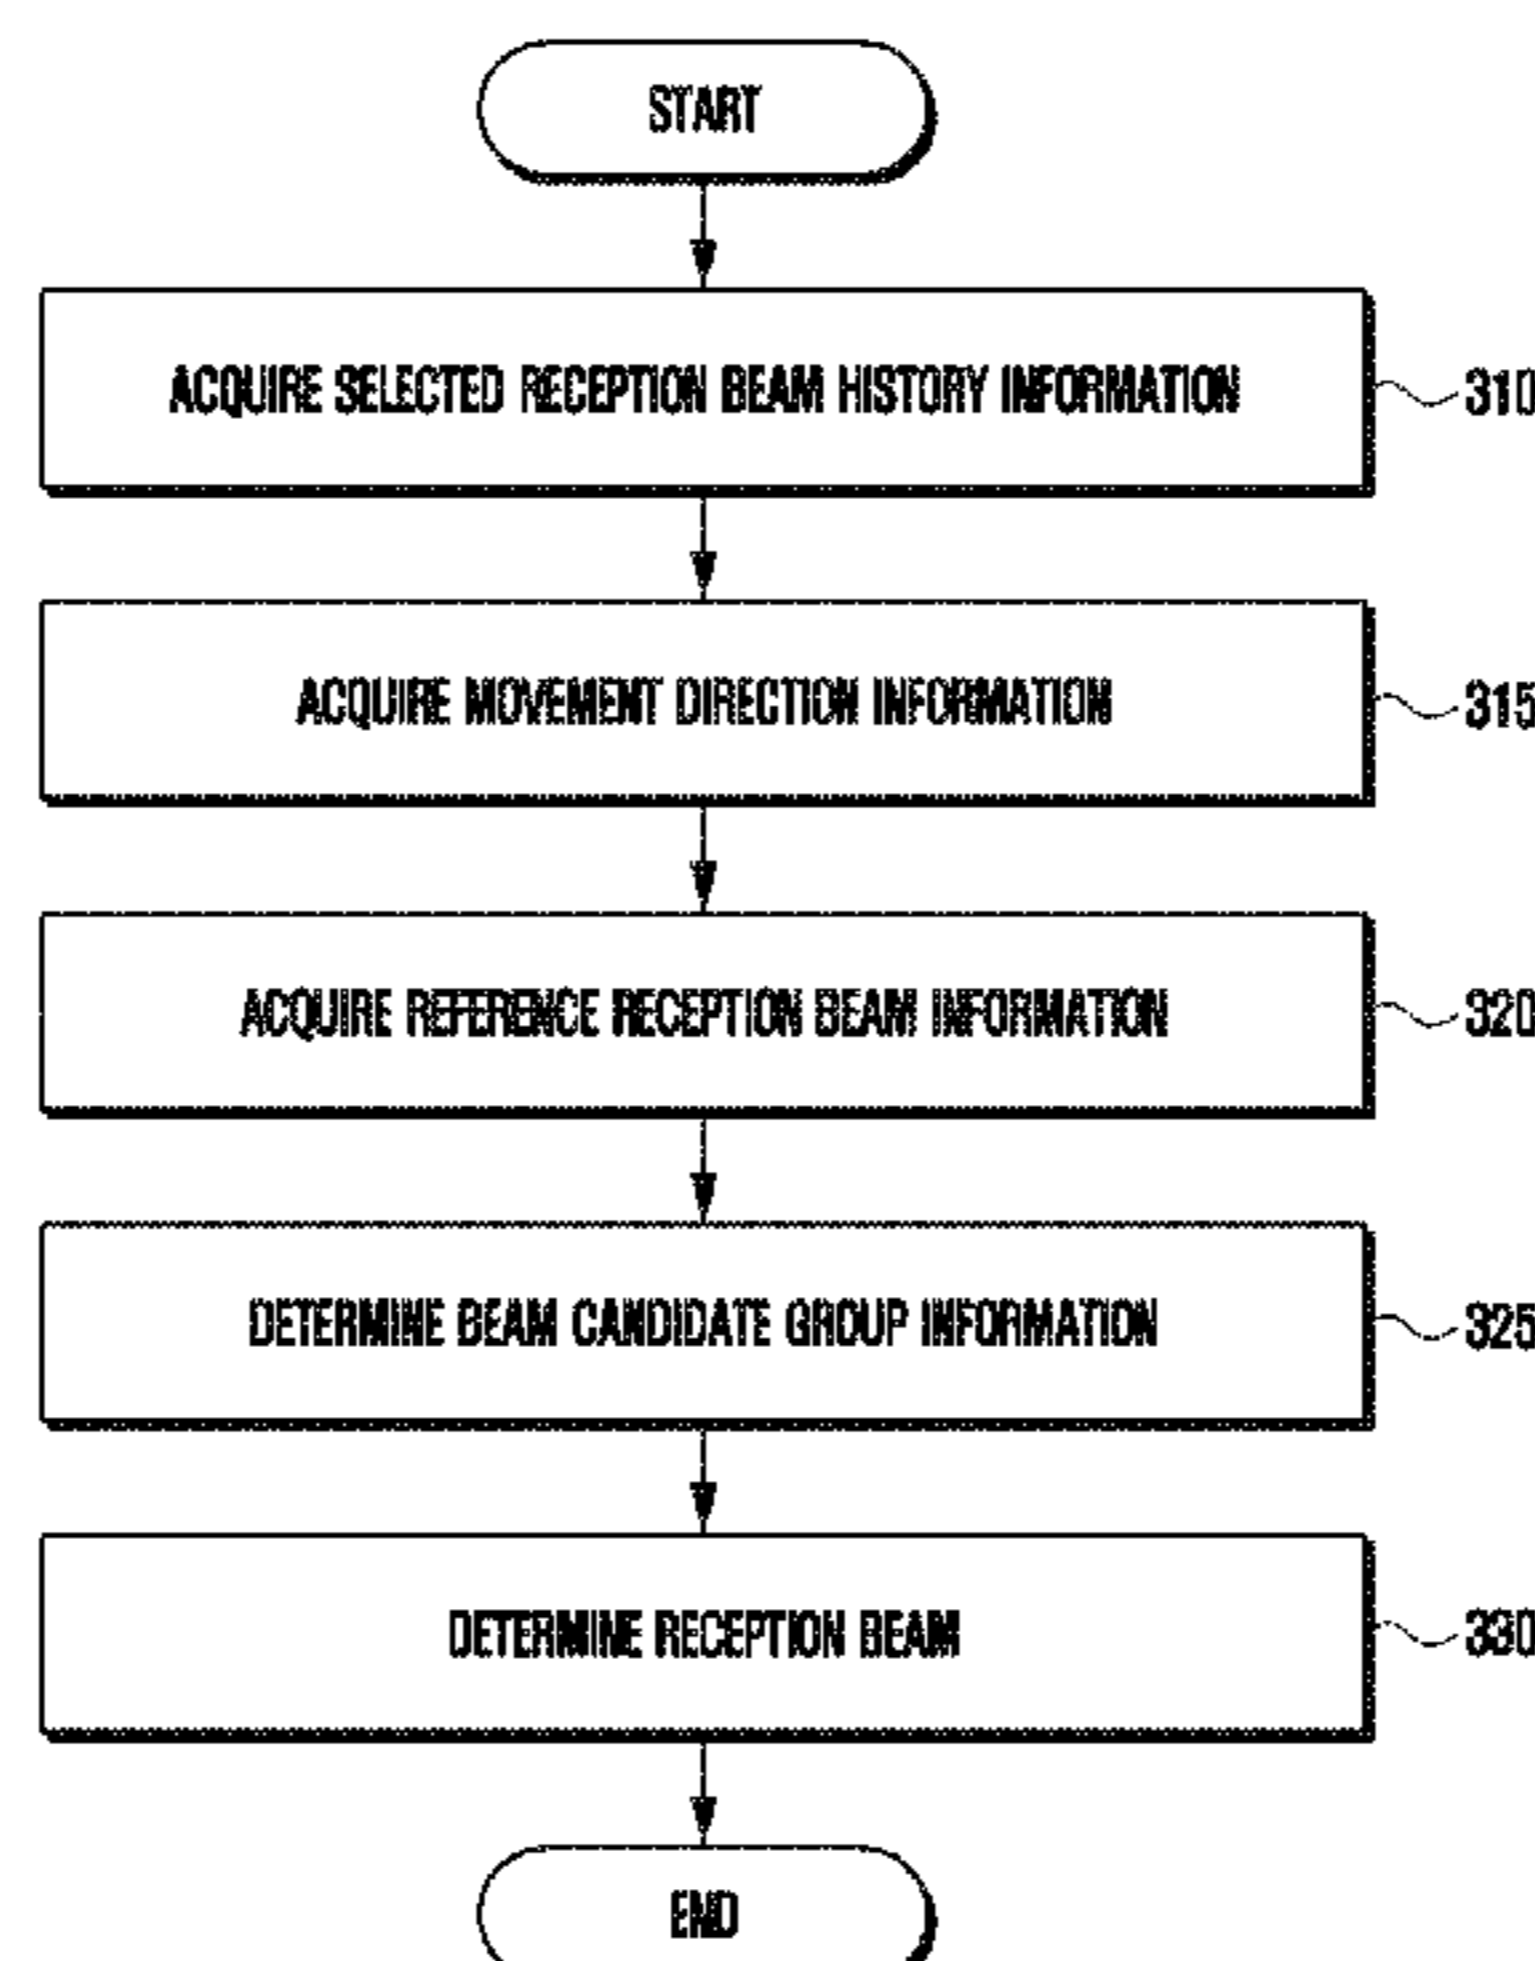 START
ACQUIRE SELECTED RECEPTION BEAM HISTORY INFORMATION
310
ACQUIRE MOVEMENT DIRECTION INFORMATION
315
ACQUIRE REFERENCE RECEPTION BEAM INFORMATION
320
DETERMINE BEAM CANDIDATE GROUP INFORMATION
325
DETERMINE RECEPTION BEAM
330
END